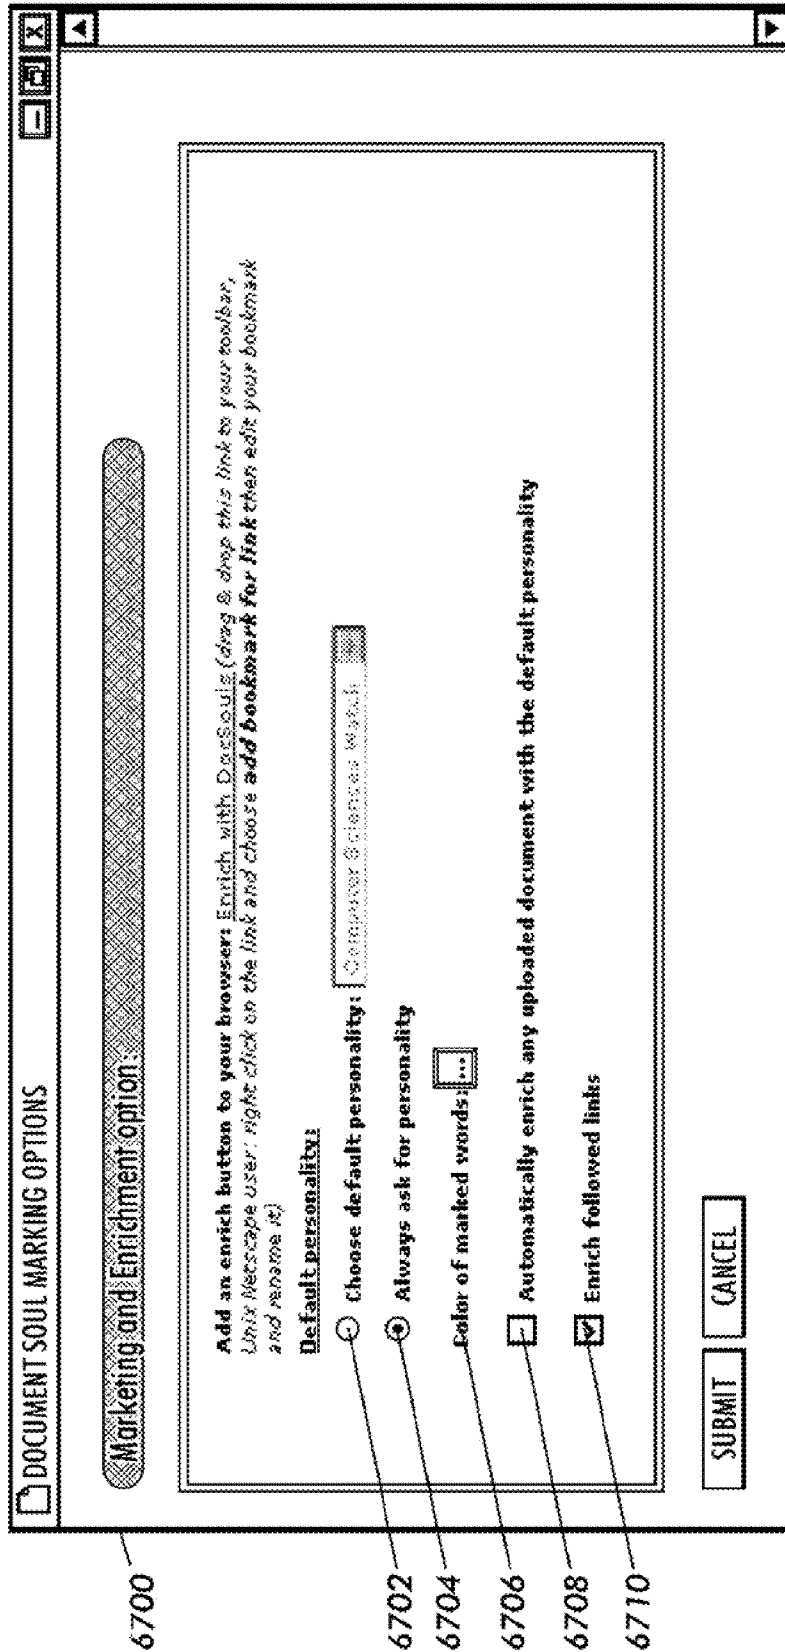 DOCUMENT SOUL MARKING OPTIONS
X
Marketing and Enrichment option:
Add an enrich button to your browser: Enrich with DocSouls (drag & drop this link to your toolbar,
Unix Netscape user: right click on the link and choose add bookmark for link then edit your bookmark
and rename it)
Default personality:
Choose default personality: Computer Sciences Watch
Always ask for personality
Color of marked words: ...
Automatically enrich any uploaded document with the default personality
Enrich followed links
SUBMIT CANCEL
6700
6702
6704
6706
6708
6710